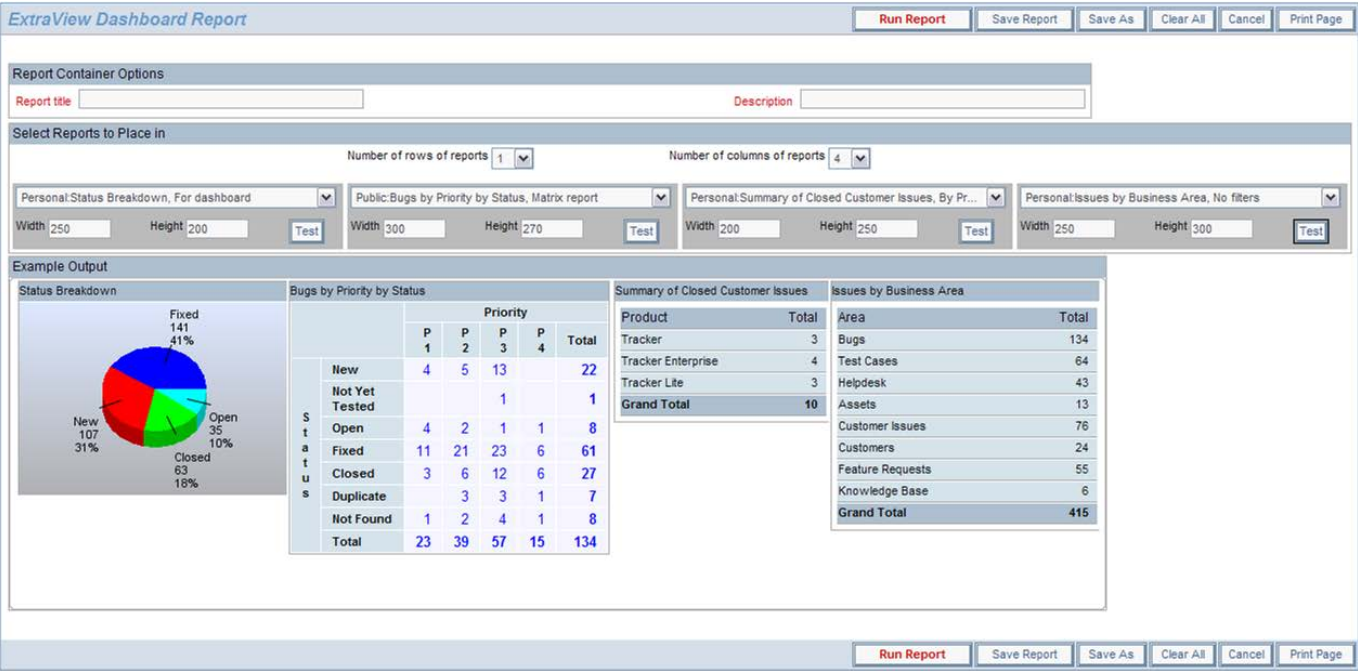 ExtraView Dashboard Report
Run Report Save Report Save As Clear All Cancel Print Page
Report Container Options
Report title Description
Select Reports to Place in
Number of rows of reports 1 Number of columns of reports 4
Personal:Status Breakdown, For dashboard Public:Bugs by Priority by Status, Matrix report Personal:Summary of Closed Customer Issues, By Pr... Personal:Issues by Business Area, No filters
Width 250 Height 200 Test Width 300 Height 270 Test Width 200 Height 250 Test Width 250 Height 300 Test
Example Output
Status Breakdown
Fixed
141
41%
New
107
31%
Open
35
10%
Closed
63
18%
Bugs by Priority by Status
Priority
P 1 P 2 P 3 P 4 Total
Status
New 4 5 13 22
Not Yet Tested 1 1
Open 4 2 1 1 8
Fixed 11 21 23 6 61
Closed 3 6 12 6 27
Duplicate 3 3 1 7
Not Found 1 2 4 1 8
Total 23 39 57 15 134
Summary of Closed Customer Issues
Product Total
Tracker 3
Tracker Enterprise 4
Tracker Lite 3
Grand Total 10
Issues by Business Area
Area Total
Bugs 134
Test Cases 64
Helpdesk 43
Assets 13
Customer Issues 76
Customers 24
Feature Requests 55
Knowledge Base 6
Grand Total 415
Run Report Save Report Save As Clear All Cancel Print Page